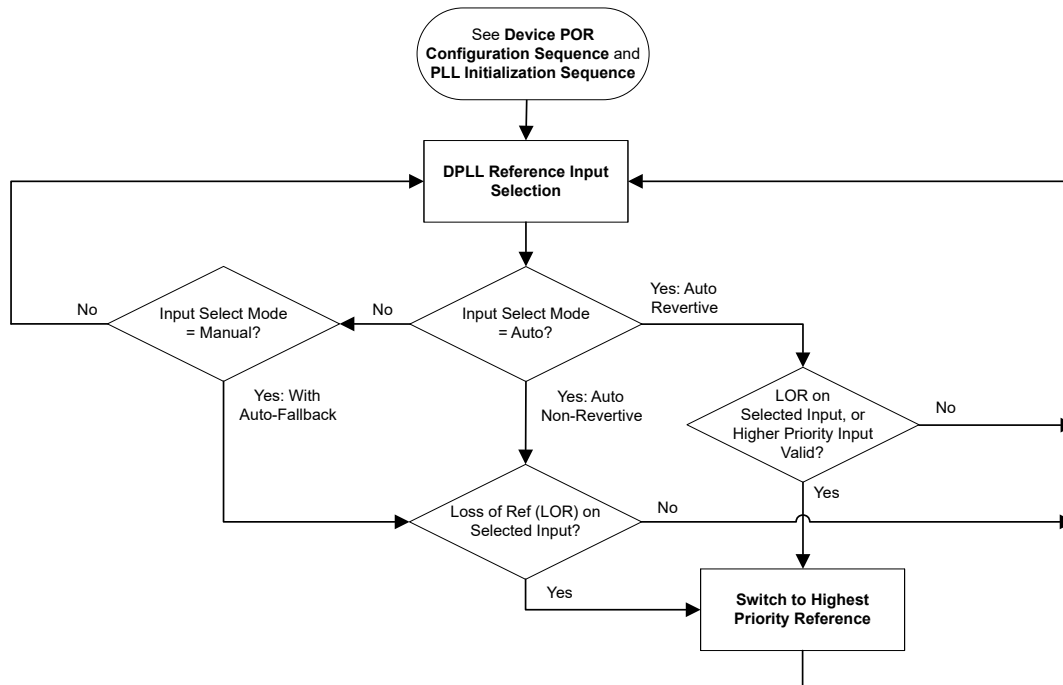 See Device POR
Configuration Sequence and
PLL Initialization Sequence
DPLL Reference Input
Selection
No
Input Select Mode
= Manual?
No
Input Select Mode
= Auto?
Yes: Auto
Revertive
Yes: With
Auto-Fallback
Yes: Auto
Non-Revertive
LOR on
Selected Input, or
Higher Priority Input
Valid?
No
Yes
Loss of Ref (LOR) on
Selected Input?
No
Yes
Switch to Highest
Priority Reference